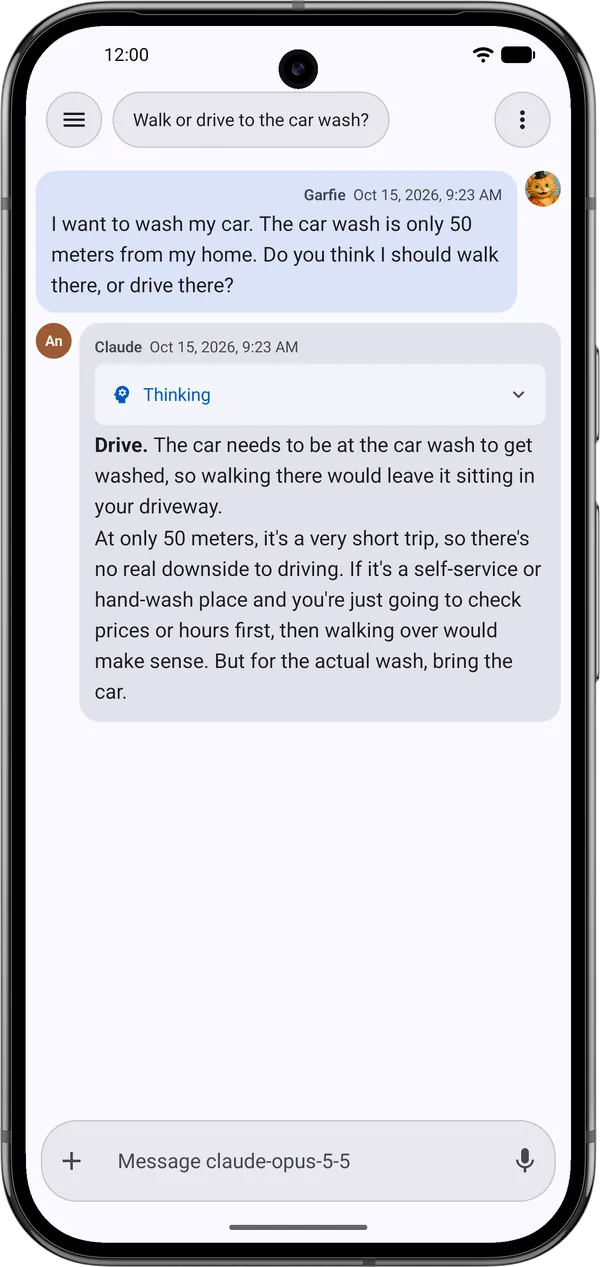 12:00
Walk or drive to the car wash?
Garfie Oct 15, 2026, 9:23 AM
I want to wash my car. The car wash is only 50
meters from my home. Do you think I should walk
there, or drive there?
An
Claude Oct 15, 2026, 9:23 AM
Thinking
Drive. The car needs to be at the car wash to get
washed, so walking there would leave it sitting in
your driveway.
At only 50 meters, it's a very short trip, so there's
no real downside to driving. If it's a self-service or
hand-wash place and you're just going to check
prices or hours first, then walking over would
make sense. But for the actual wash, bring the
car.
Message claude-opus-5-5